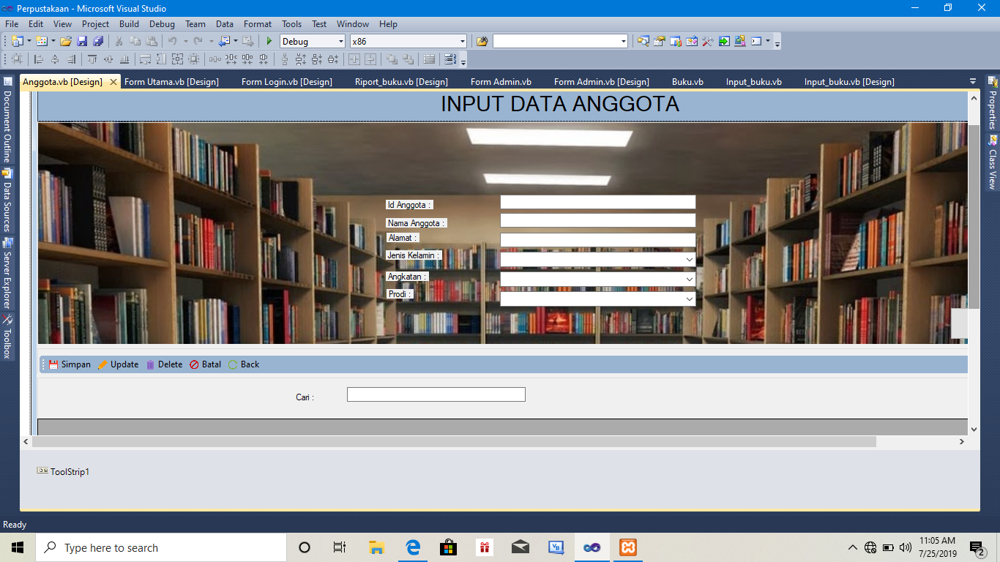 Perpustakaan - Microsoft Visual Studio
File Edit View Project Build Debug Team Data Format Tools Test Window Help
Debug x86
Anggota.vb [Design] Form Utama.vb [Design] Form Login.vb [Design] Riport_buku.vb [Design] Form Admin.vb Form Admin.vb [Design] Buku.vb Input_buku.vb Input_buku.vb [Design]
Document Outline
Data Sources
Server Explorer
Toolbox
Properties
Class View
INPUT DATA ANGGOTA
Id Anggota :
Nama Anggota :
Alamat :
Jenis Kelamin :
Angkatan :
Prodi :
Simpan Update Delete Batal Back
Cari :
ToolStrip1
Ready
Type here to search
VB
11:05 AM
7/25/2019
2